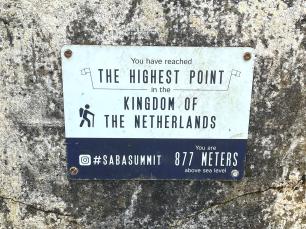 You have reached
THE HIGHEST POINT
in the
KINGDOM OF
THE NETHERLANDS
#SABASUMMIT
You are
877 METERS
above sea level